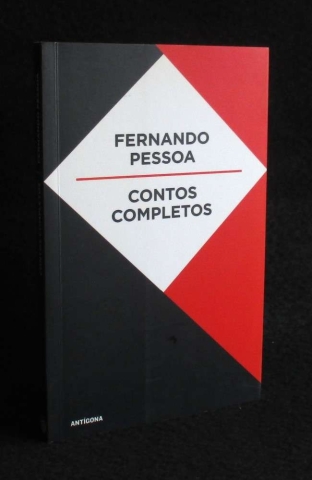 FERNANDO
PESSOA
CONTOS
COMPLETOS
ANTÍGONA